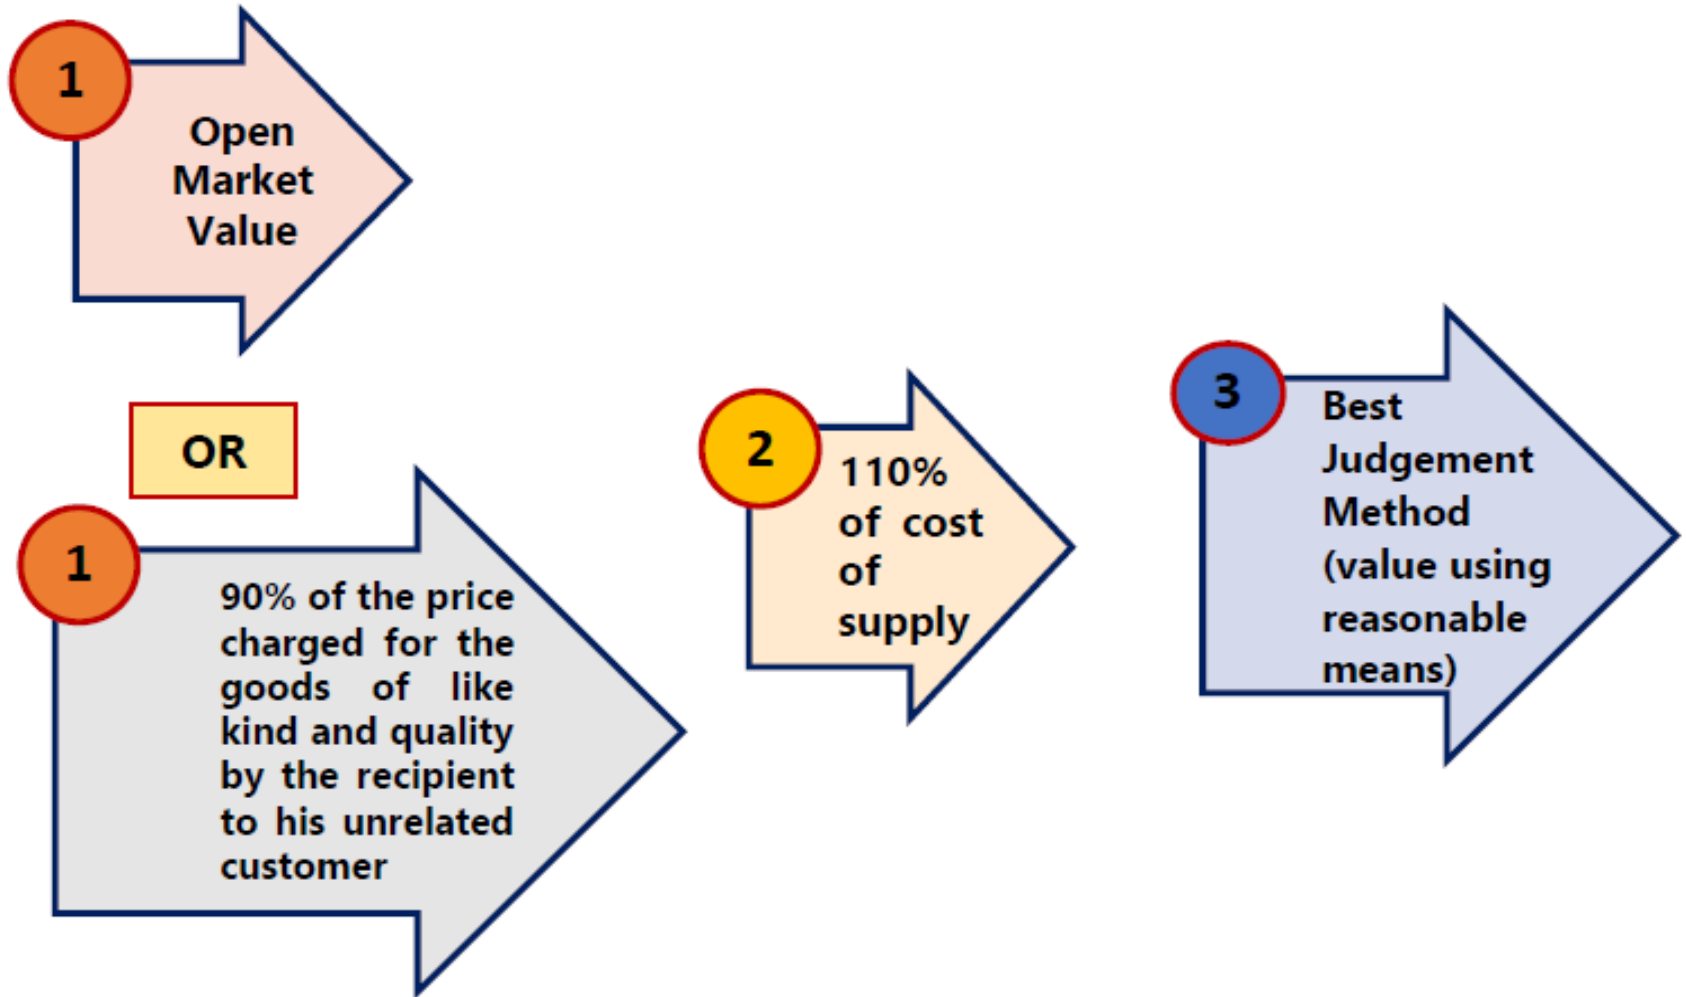 1
Open
Market
Value
OR
1
90% of the price
charged for the
goods of like
kind and quality
by the recipient
to his unrelated
customer
2
110%
of cost
of
supply
3
Best
Judgement
Method
(value using
reasonable
means)